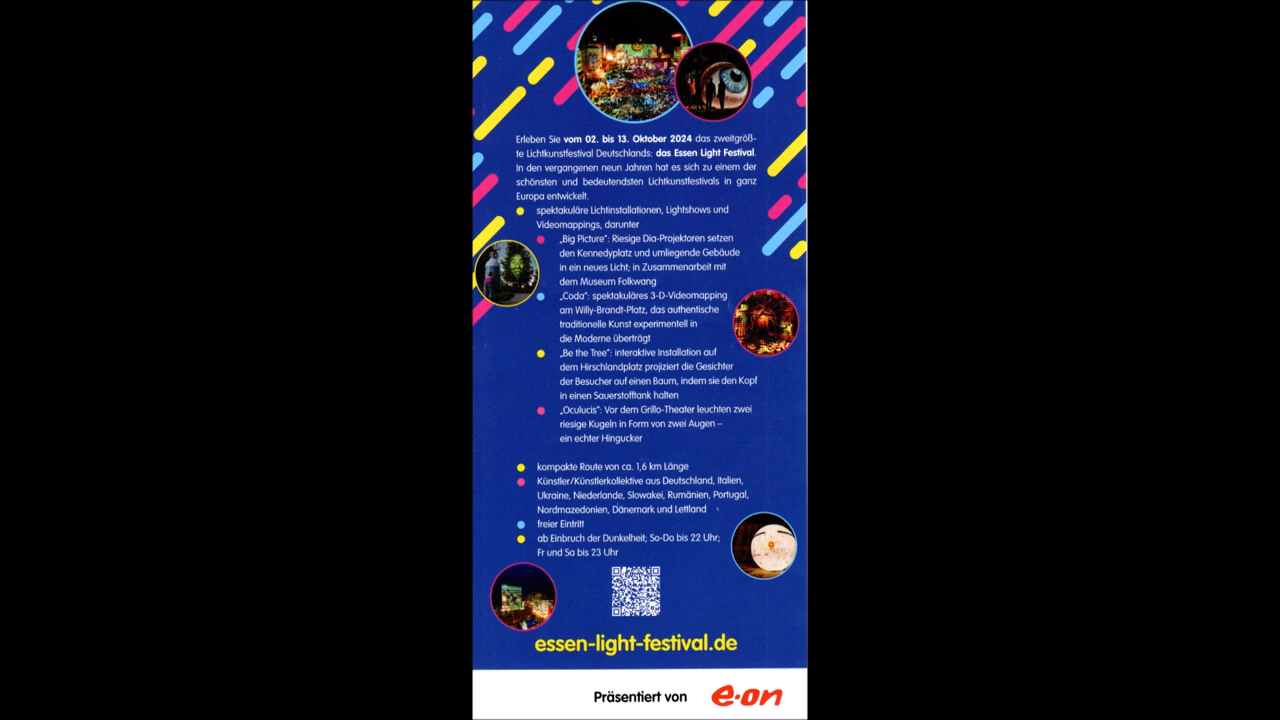 Erleben Sie vom 02. bis 13. Oktober 2024 das zweitgröß-
te Lichtkunstfestival Deutschlands: das Essen Light Festival.
In den vergangenen neun Jahren hat es sich zu einem der
schönsten und bedeutendsten Lichtkunstfestivals in ganz
Europa entwickelt.
spektakuläre Lichtinstallationen, Lightshows und
Videomappings, darunter
„Big Picture“: Riesige Dia-Projektoren setzen
den Kennedyplatz und umliegende Gebäude
in ein neues Licht; in Zusammenarbeit mit
dem Museum Folkwang
„Coda“: spektakuläres 3-D-Videomapping
am Willy-Brandt-Platz, das authentische
traditionelle Kunst experimentell in
die Moderne überträgt
„Be the Tree“: interaktive Installation auf
dem Hirschlandplatz projiziert die Gesichter
der Besucher auf einen Baum, indem sie den Kopf
in einen Sauerstofftank halten
„Oculucis“: Vor dem Grillo-Theater leuchten zwei
riesige Kugeln in Form von zwei Augen –
ein echter Hingucker
kompakte Route von ca. 1,6 km Länge
Künstler/Künstlerkollektive aus Deutschland, Italien,
Ukraine, Niederlande, Slowakei, Rumänien, Portugal,
Nordmazedonien, Dänemark und Lettland
freier Eintritt
ab Einbruch der Dunkelheit; So-Do bis 22 Uhr;
Fr und Sa bis 23 Uhr
essen-light-festival.de
Präsentiert von e·on